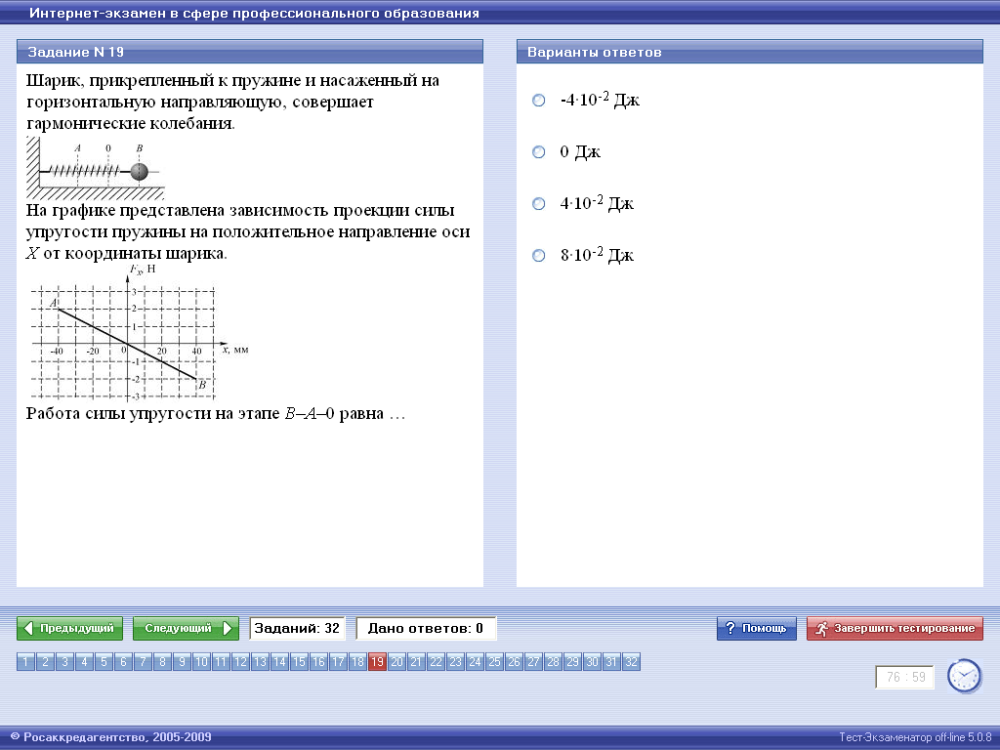 Интернет-экзамен в сфере профессионального образования
Задание N 19
Шарик, прикрепленный к пружине и насаженный на
горизонтальную направляющую, совершает
гармонические колебания.
A 0 B
На графике представлена зависимость проекции силы
упругости пружины на положительное направление оси
X от координаты шарика.
Fx, Н
3
A 2
1
-40 -20 0 20 40 x, мм
-1
-2 B
-3
Работа силы упругости на этапе B–A–0 равна …
Варианты ответов
-4·10-2 Дж
0 Дж
4·10-2 Дж
8·10-2 Дж
Предыдущий Следующий Заданий: 32 Дано ответов: 0 ? Помощь Завершить тестирование
1 2 3 4 5 6 7 8 9 10 11 12 13 14 15 16 17 18 19 20 21 22 23 24 25 26 27 28 29 30 31 32
76 : 59
© Росаккредагентство, 2005-2009 Тест-Экзаменатор off-line 5.0.8